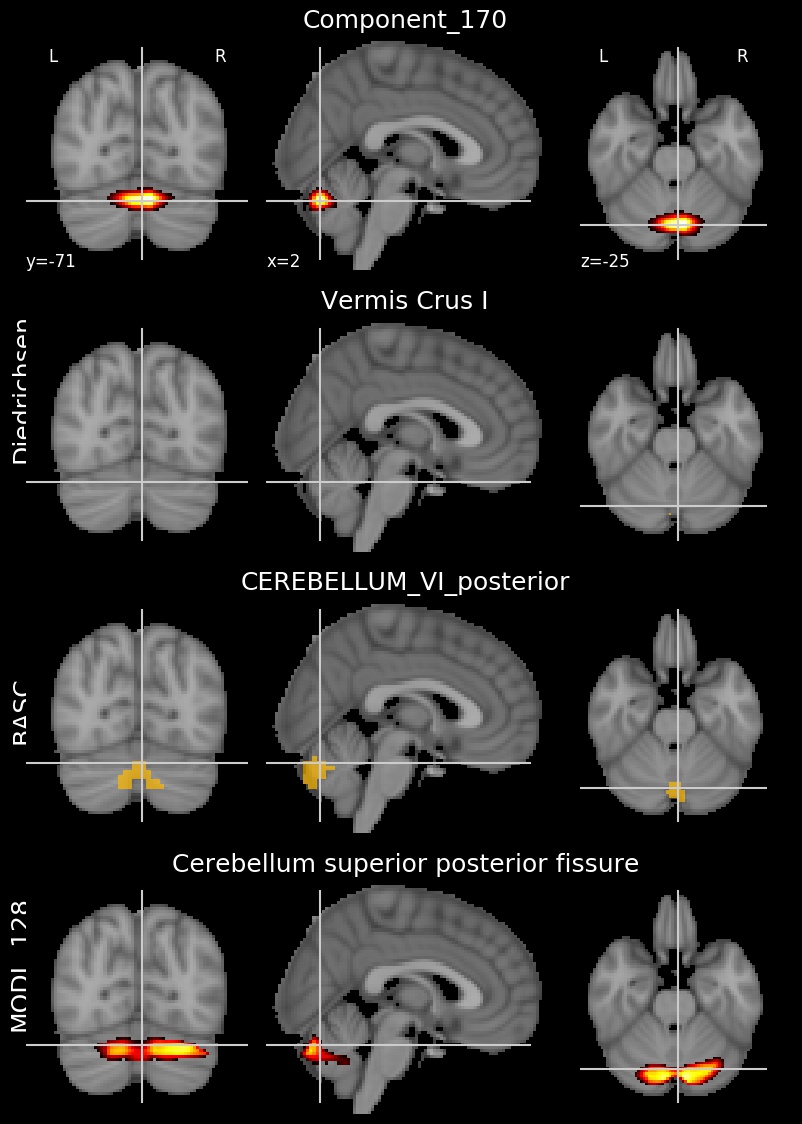 Component_170
L R L R
y=-71 x=2 z=-25
Vermis Crus I
Diedrichsen
CEREBELLUM_VI_posterior
BASC
Cerebellum superior posterior fissure
MODL_128